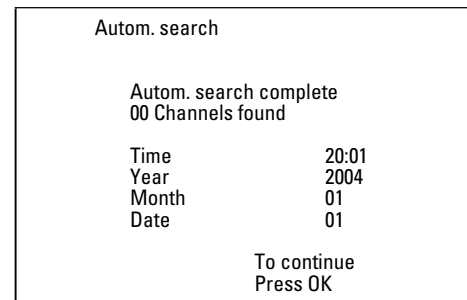 Autom. search
Autom. search complete
00 Channels found
Time 20:01
Year 2004
Month 01
Date 01
To continue
Press OK